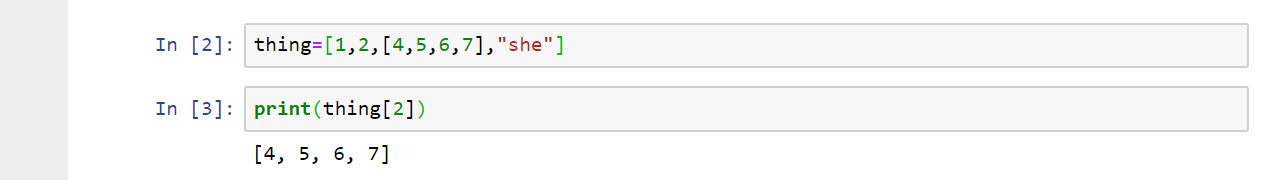 In [2]: thing=[1,2,[4,5,6,7],"she"]
In [3]: print(thing[2])
[4, 5, 6, 7]